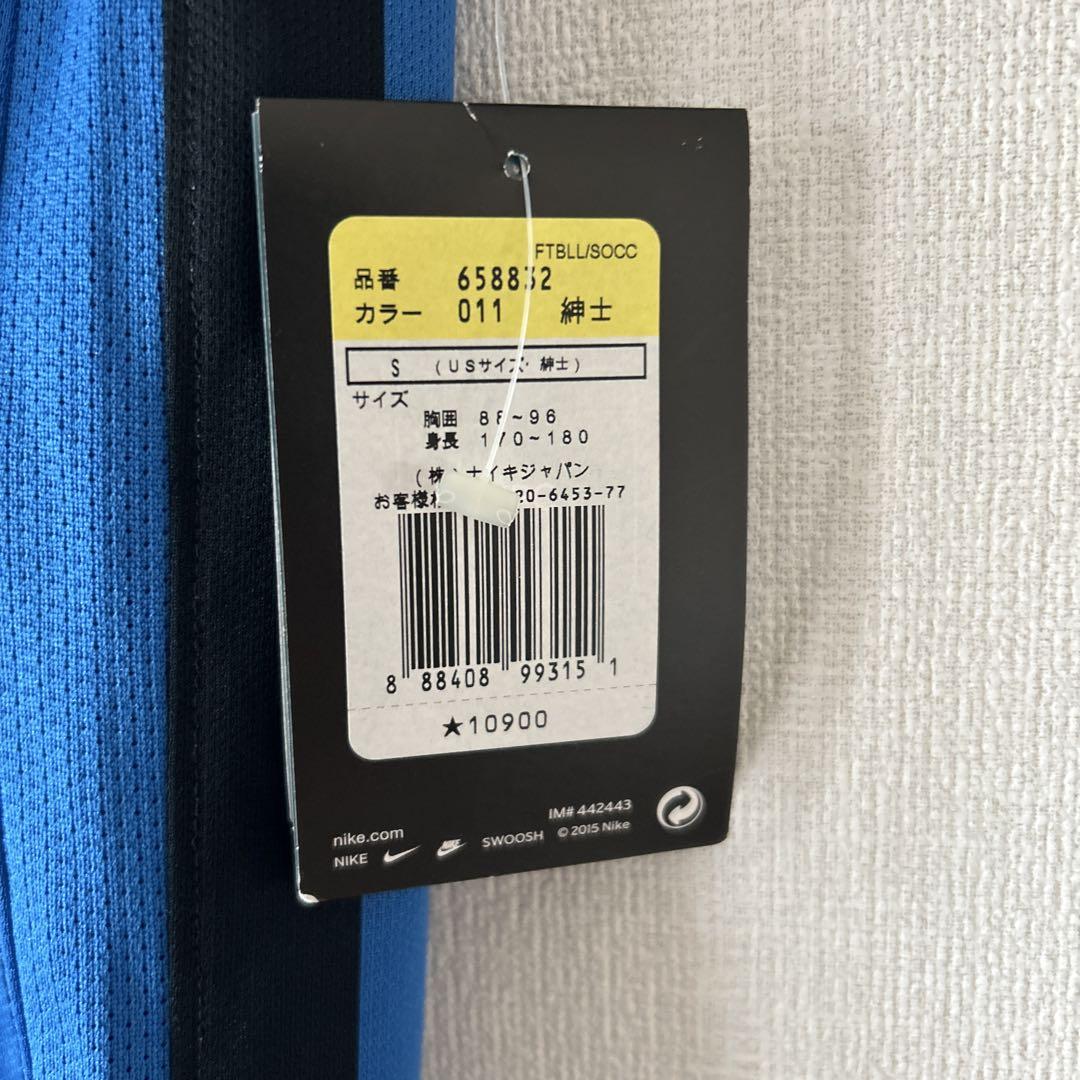 FTBLL/SOCC
品番 658832
カラー 011 紳士
S (USサイズ・紳士)
サイズ
胸囲 88~96
身長 170~180
(株)ナイキジャパン
お客様 20-6453-77
8 88408 99315 1
★10900
IM# 442443
nike.com
NIKE NIKE SWOOSH © 2015 Nike